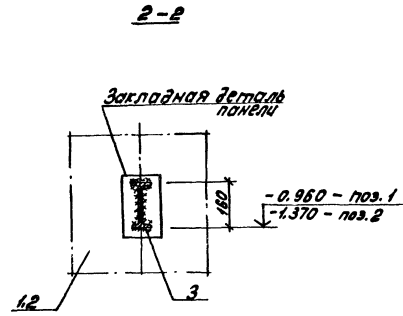 2-2
Закладная деталь
панели
160
-0.960 - поз. 1
-1.370 - поз. 2
1,2
3